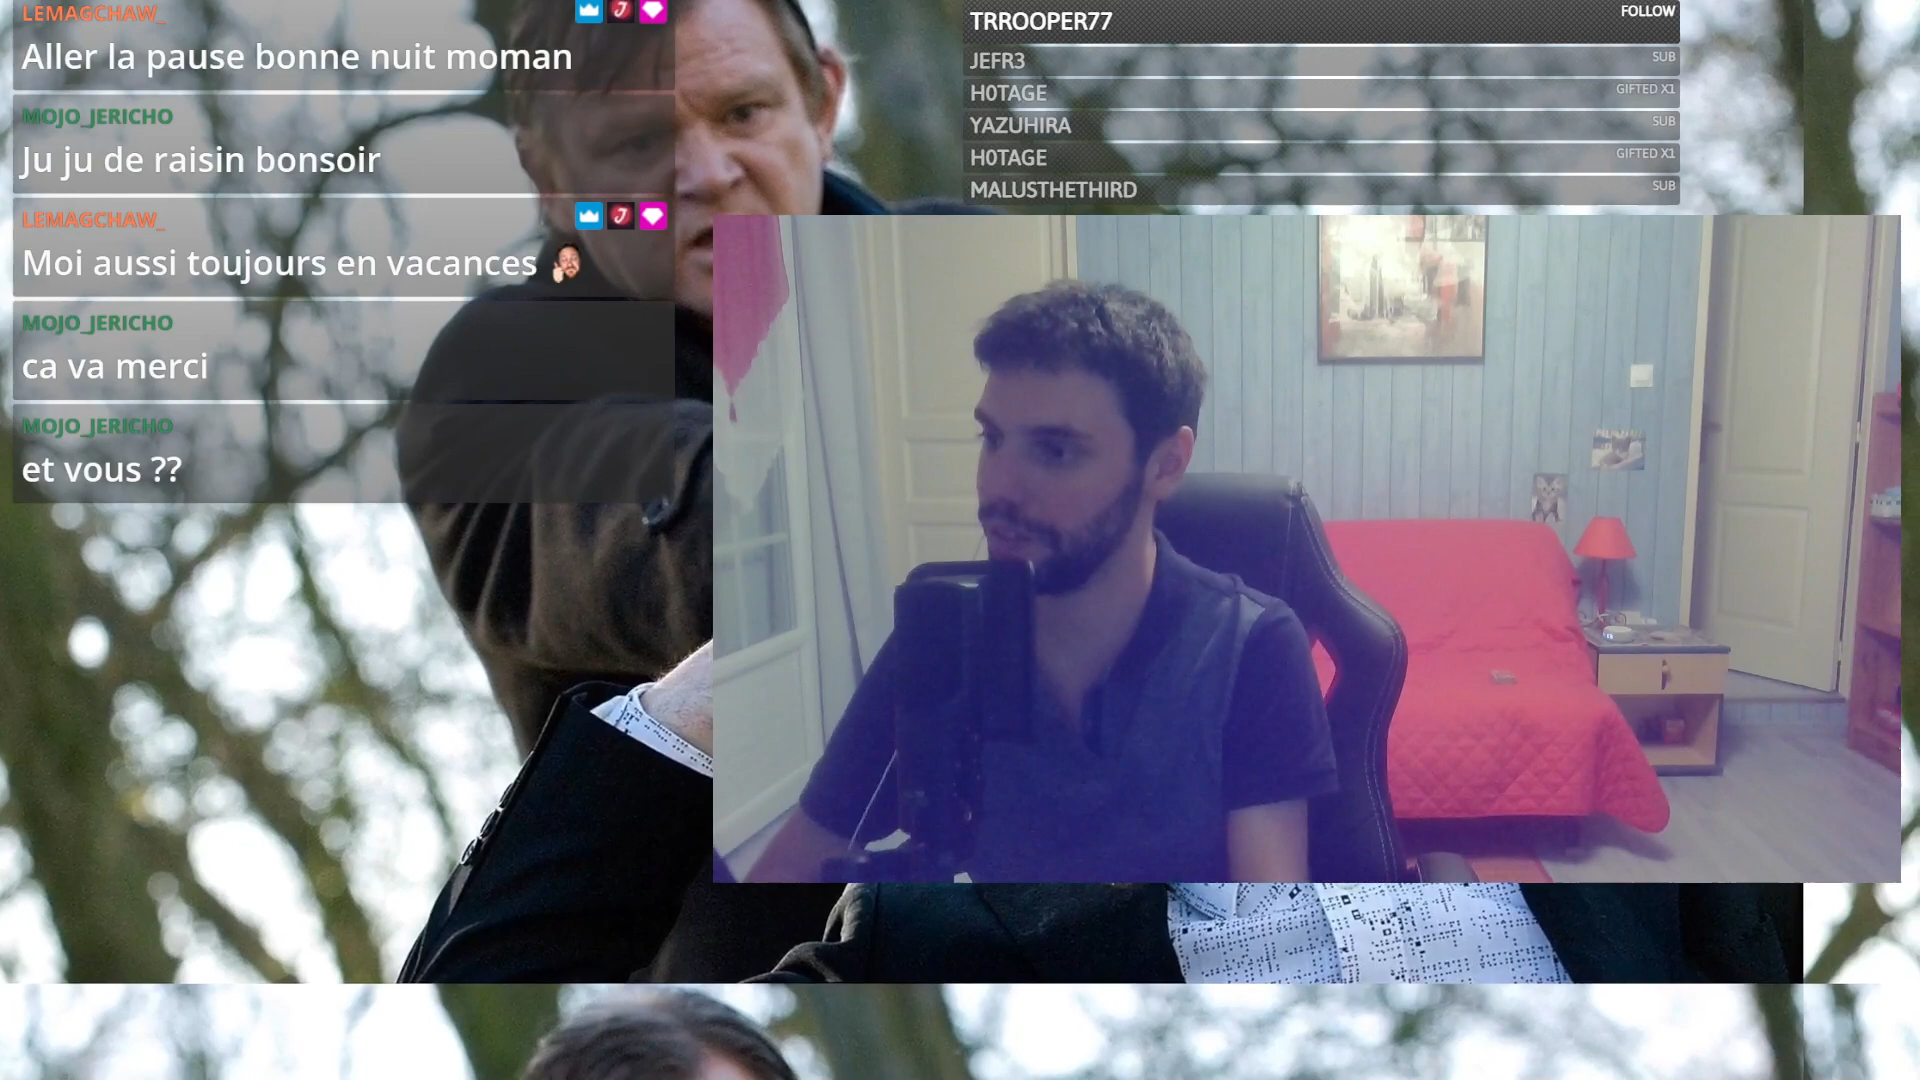 LEMAGCHAW_
Aller la pause bonne nuit moman
MOJO_JERICHO
Ju ju de raisin bonsoir
LEMAGCHAW_
Moi aussi toujours en vacances
MOJO_JERICHO
ca va merci
MOJO_JERICHO
et vous ??
TRROOPER77 FOLLOW
JEFR3 SUB
H0TAGE GIFTED X1
YAZUHIRA SUB
H0TAGE GIFTED X1
MALUSTHETHIRD SUB